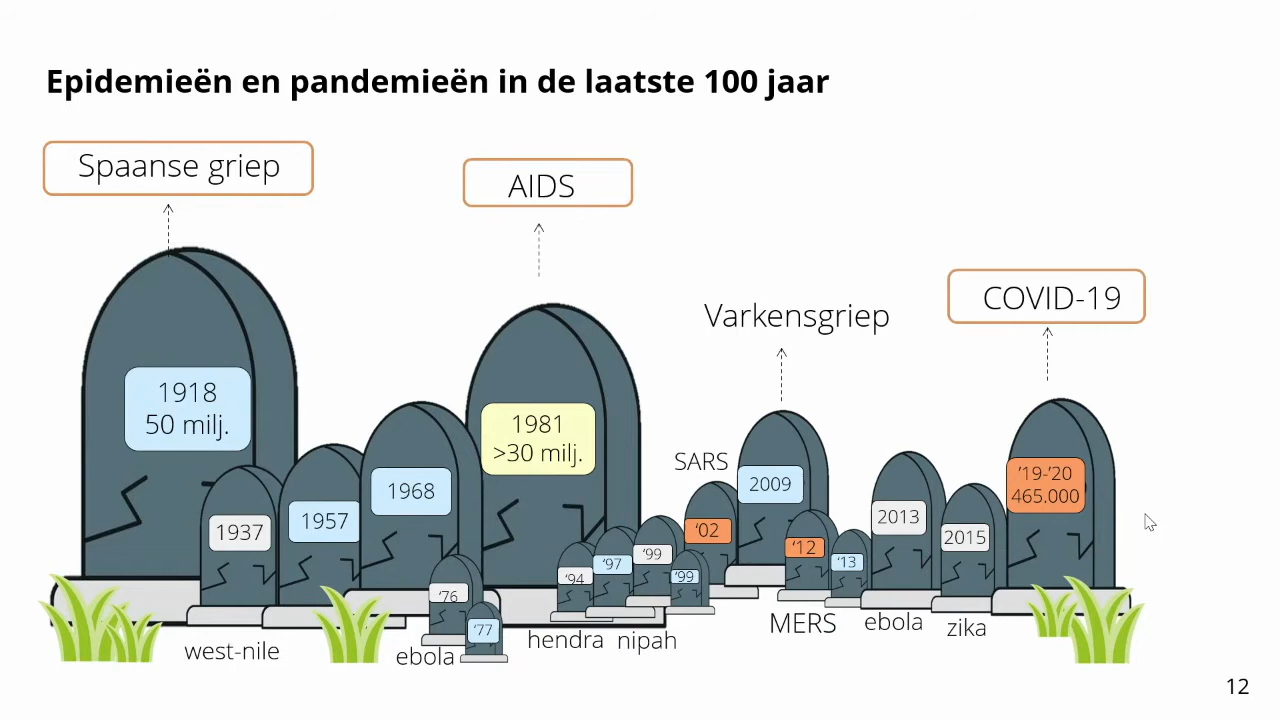 Epidemieën en pandemieën in de laatste 100 jaar
Spaanse griep
AIDS
Varkensgriep
COVID-19
1918
50 milj.
1937
1957
1968
1981
>30 milj.
SARS
2009
'02
'12
'13
2013
2015
'19-'20
465.000
'76
'77
'94
'97
'99
'99
west-nile
ebola
hendra
nipah
MERS
ebola
zika
12